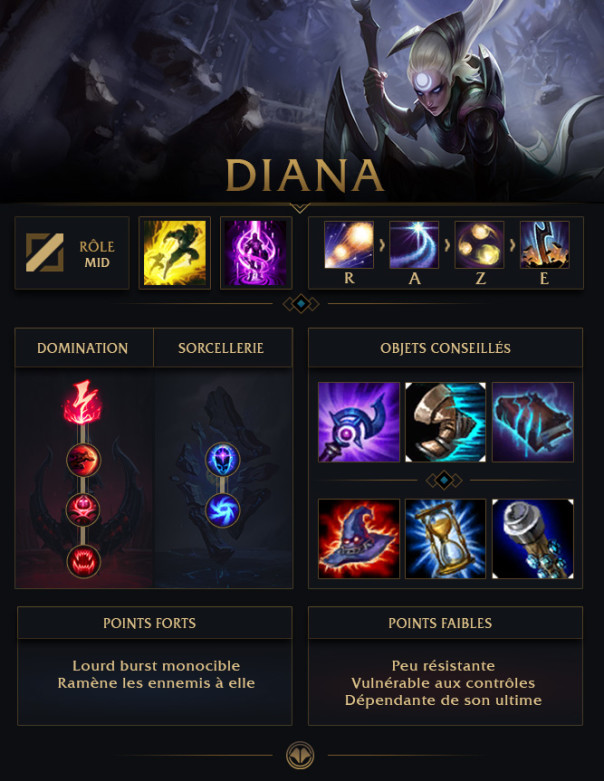 DIANA
RÔLE
MID
R
A
Z
E
DOMINATION
SORCELLERIE
OBJETS CONSEILLÉS
POINTS FORTS
Lourd burst monocible
Ramène les ennemis à elle
POINTS FAIBLES
Peu résistante
Vulnérable aux contrôles
Dépendante de son ultime